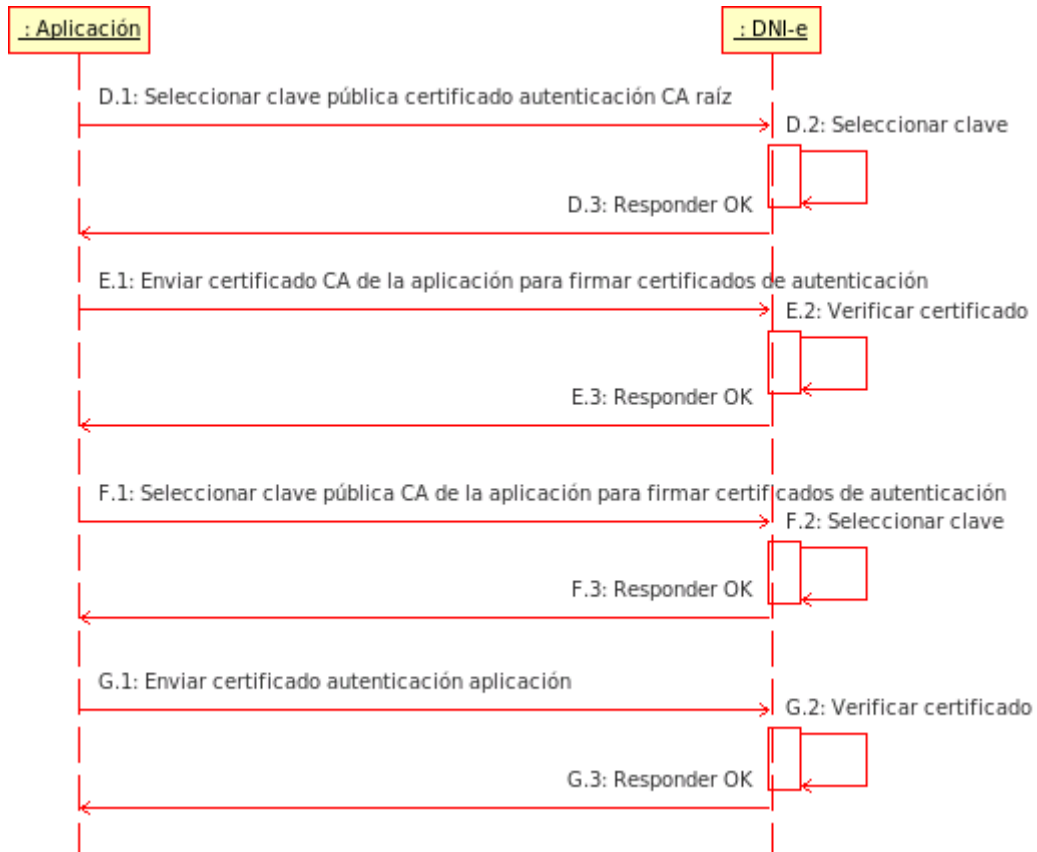 : Aplicación
: DNI-e
D.1: Seleccionar clave pública certificado autenticación CA raíz
D.2: Seleccionar clave
D.3: Responder OK
E.1: Enviar certificado CA de la aplicación para firmar certificados de autenticación
E.2: Verificar certificado
E.3: Responder OK
F.1: Seleccionar clave pública CA de la aplicación para firmar certificados de autenticación
F.2: Seleccionar clave
F.3: Responder OK
G.1: Enviar certificado autenticación aplicación
G.2: Verificar certificado
G.3: Responder OK